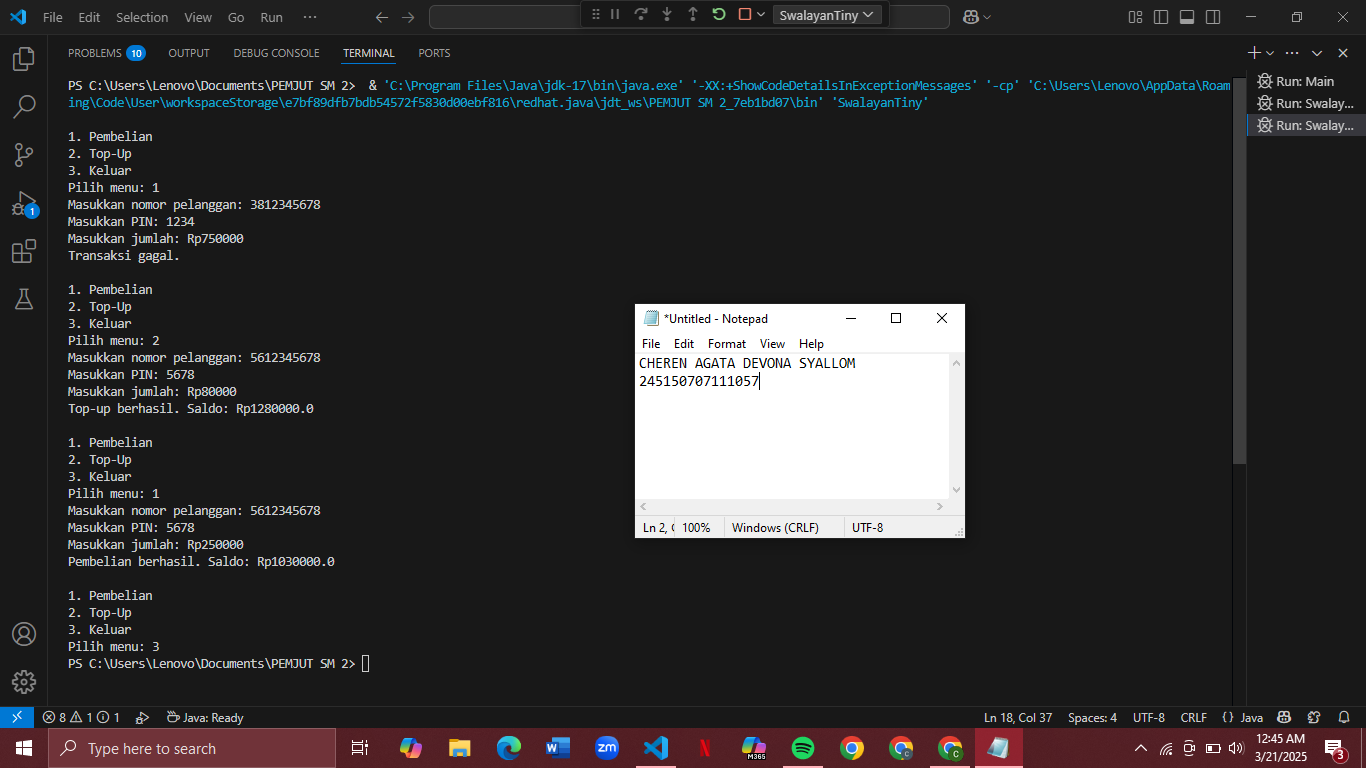 File Edit Selection View Go Run ···
SwalayanTiny
PROBLEMS 10 OUTPUT DEBUG CONSOLE TERMINAL PORTS
PS C:\Users\Lenovo\Documents\PEMJUT SM 2> & 'C:\Program Files\Java\jdk-17\bin\java.exe' '-XX:+ShowCodeDetailsInExceptionMessages' '-cp' 'C:\Users\Lenovo\AppData\Roam
ing\Code\User\workspaceStorage\e7bf89dfb7bdb54572f5830d00ebf816\redhat.java\jdt_ws\PEMJUT SM 2_7eb1bd07\bin' 'SwalayanTiny'
1. Pembelian
2. Top-Up
3. Keluar
Pilih menu: 1
Masukkan nomor pelanggan: 3812345678
Masukkan PIN: 1234
Masukkan jumlah: Rp750000
Transaksi gagal.
1. Pembelian
2. Top-Up
3. Keluar
Pilih menu: 2
Masukkan nomor pelanggan: 5612345678
Masukkan PIN: 5678
Masukkan jumlah: Rp80000
Top-up berhasil. Saldo: Rp1280000.0
1. Pembelian
2. Top-Up
3. Keluar
Pilih menu: 1
Masukkan nomor pelanggan: 5612345678
Masukkan PIN: 5678
Masukkan jumlah: Rp250000
Pembelian berhasil. Saldo: Rp1030000.0
1. Pembelian
2. Top-Up
3. Keluar
Pilih menu: 3
PS C:\Users\Lenovo\Documents\PEMJUT SM 2>
Run: Main
Run: Swalay...
Run: Swalay...
1
*Untitled - Notepad
File Edit Format View Help
CHEREN AGATA DEVONA SYALLOM
245150707111057
Ln 2, 100% Windows (CRLF) UTF-8
8 1 1 Java: Ready
Ln 18, Col 37 Spaces: 4 UTF-8 CRLF {} Java
Type here to search
zm
M365
C
C
12:45 AM
3/21/2025
3